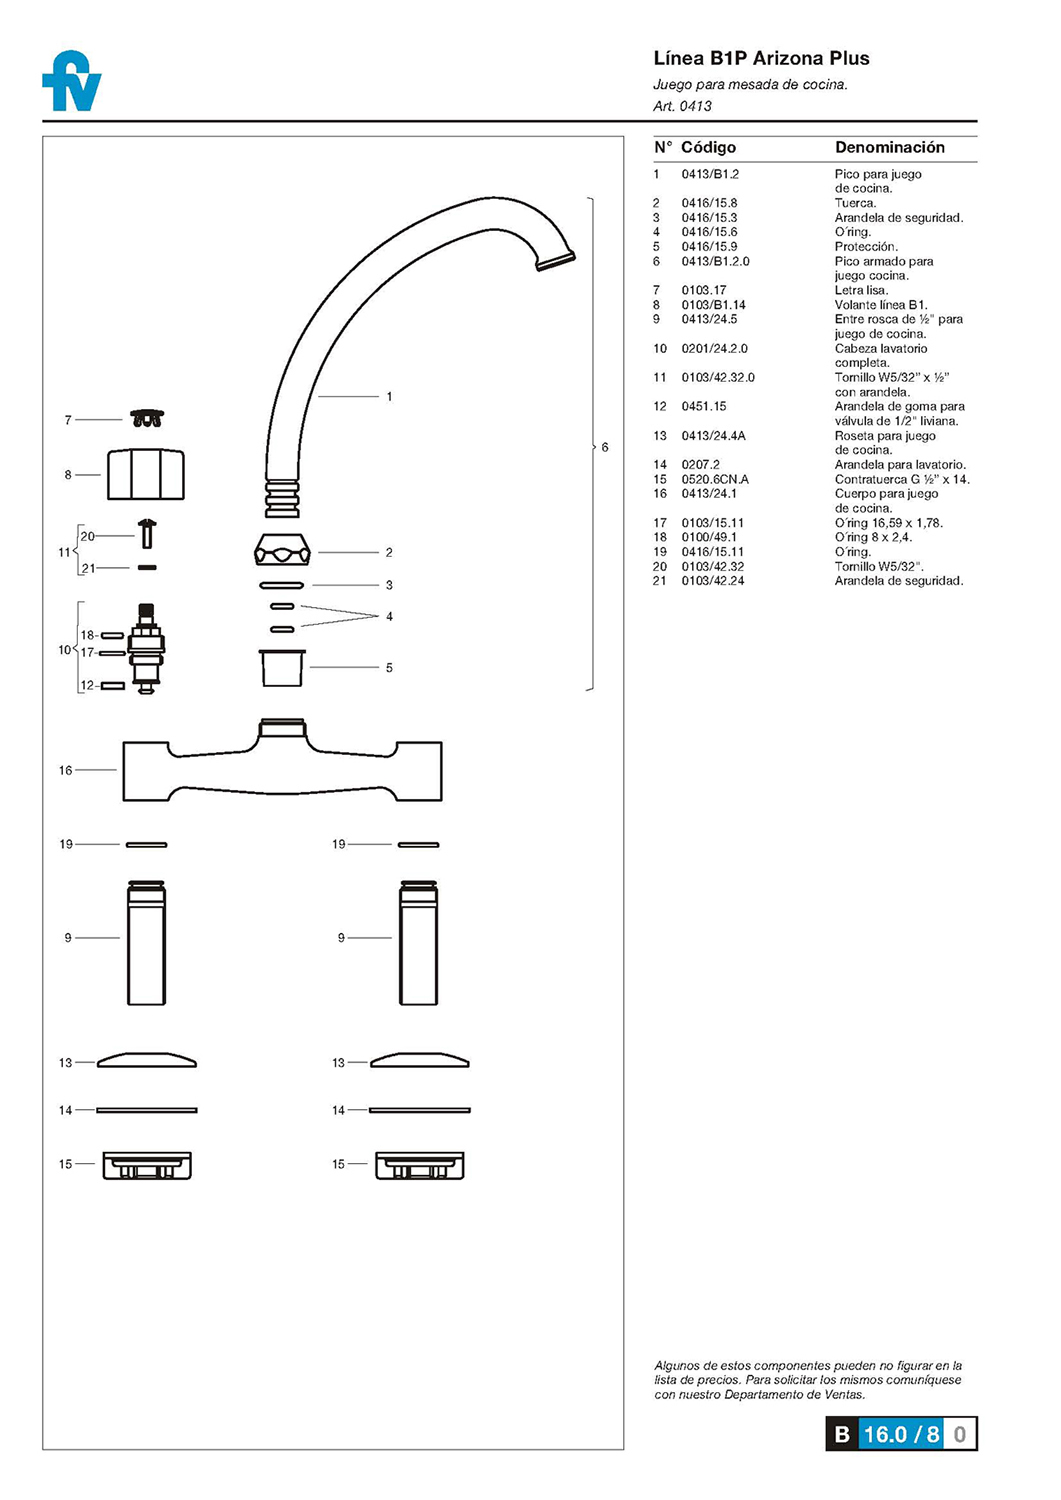 fv
Línea B1P Arizona Plus
Juego para mesada de cocina.
Art. 0413
N° Código Denominación
1 0413/B1.2 Pico para juego
de cocina.
2 0416/15.8 Tuerca.
3 0416/15.3 Arandela de seguridad.
4 0416/15.6 O´ring.
5 0416/15.9 Protección.
6 0413/B1.2.0 Pico armado para
juego cocina.
7 0103.17 Letra lisa.
8 0103/B1.14 Volante línea B1.
9 0413/24.5 Entre rosca de ½" para
juego de cocina.
10 0201/24.2.0 Cabeza lavatorio
completa.
11 0103/42.32.0 Tornillo W5/32” x ½”
con arandela.
12 0451.15 Arandela de goma para
válvula de 1/2" liviana.
13 0413/24.4A Roseta para juego
de cocina.
14 0207.2 Arandela para lavatorio.
15 0520.6CN.A Contratuerca G ½” x 14.
16 0413/24.1 Cuerpo para juego
de cocina.
17 0103/15.11 O´ring 16,59 x 1,78.
18 0100/49.1 O´ring 8 x 2,4.
19 0416/15.11 O´ring.
20 0103/42.32 Tornillo W5/32".
21 0103/42.24 Arandela de seguridad.
1
7
6
8
20
11
2
21
3
4
18
10
17
5
12
16
19 19
9 9
13 13
14 14
15 15
Algunos de estos componentes pueden no figurar en la
lista de precios. Para solicitar los mismos comuníquese
con nuestro Departamento de Ventas.
B 16.0 / 8 0